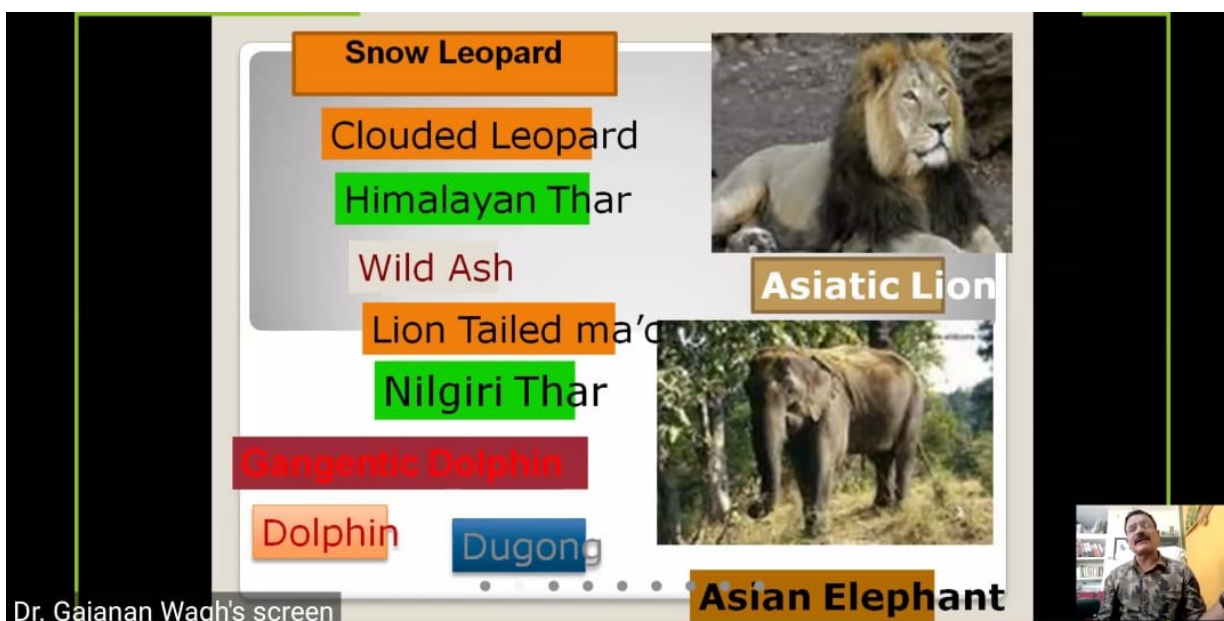 Snow Leopard
Clouded Leopard
Himalayan Thar
Wild Ash
Lion Tailed ma'c
Nilgiri Thar
Gangentic Dolphin
Dolphin
Dugong
Asiatic Lion
Asian Elephant
Dr. Gajanan Wagh's screen